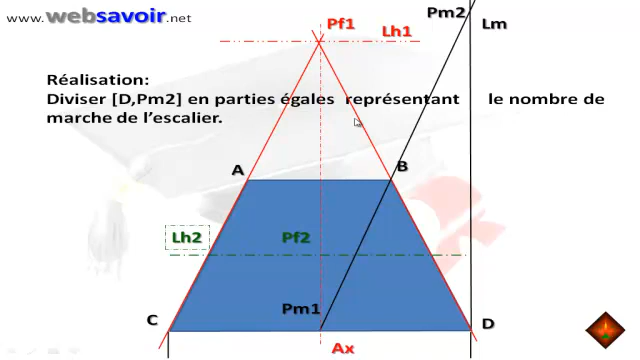 www.websavoir.net
Pf1
Pm2
Lh1
Lm
Réalisation:
Diviser [D,Pm2] en parties égales représentant le nombre de
marche de l’escalier.
A
B
Lh2
Pf2
Pm1
C
D
Ax